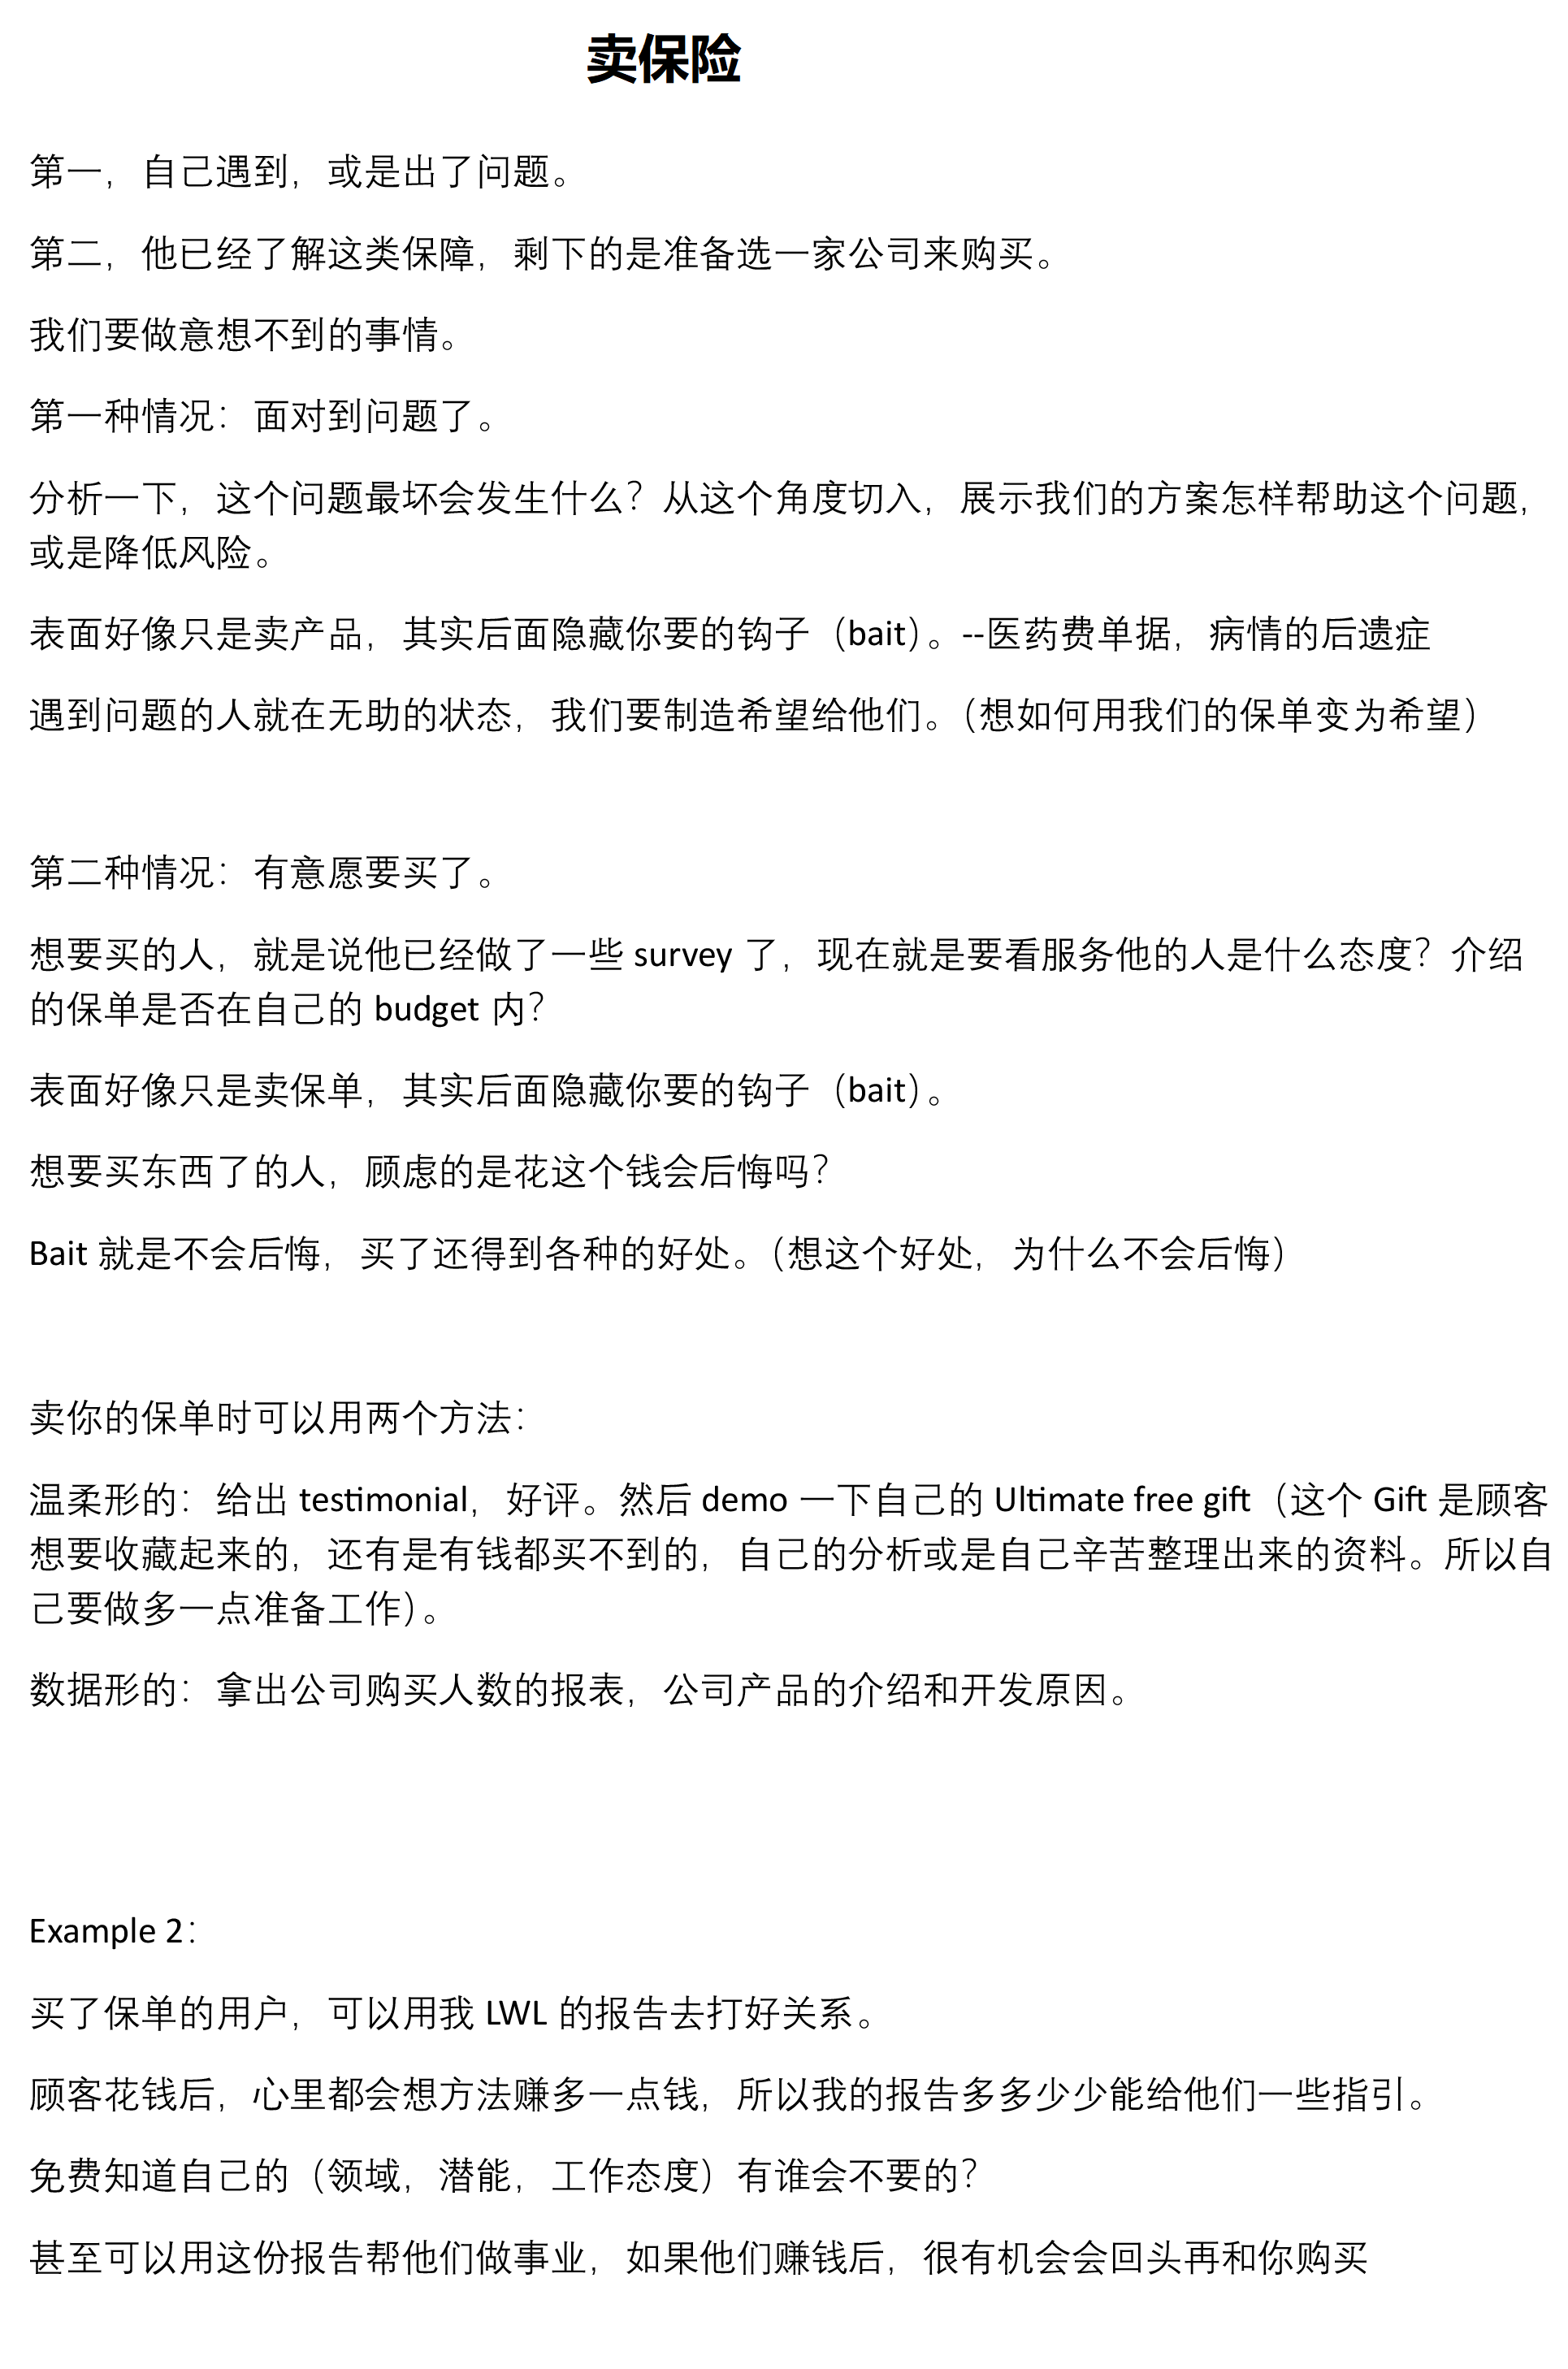 卖保险
第一，自己遇到，或是出了问题。
第二，他已经了解这类保障，剩下的是准备选一家公司来购买。
我们要做意想不到的事情。
第一种情况：面对到问题了。
分析一下，这个问题最坏会发生什么？从这个角度切入，展示我们的方案怎样帮助这个问题，
或是降低风险。
表面好像只是卖产品，其实后面隐藏你要的钩子（bait）。--医药费单据，病情的后遗症
遇到问题的人就在无助的状态，我们要制造希望给他们。（想如何用我们的保单变为希望）
第二种情况：有意愿要买了。
想要买的人，就是说他已经做了一些 survey 了，现在就是要看服务他的人是什么态度？介绍
的保单是否在自己的 budget 内？
表面好像只是卖保单，其实后面隐藏你要的钩子（bait）。
想要买东西了的人，顾虑的是花这个钱会后悔吗？
Bait 就是不会后悔，买了还得到各种的好处。（想这个好处，为什么不会后悔）
卖你的保单时可以用两个方法：
温柔形的：给出 testimonial，好评。然后 demo 一下自己的 Ultimate free gift（这个 Gift 是顾客
想要收藏起来的，还有是有钱都买不到的，自己的分析或是自己辛苦整理出来的资料。所以自
己要做多一点准备工作）。
数据形的：拿出公司购买人数的报表，公司产品的介绍和开发原因。
Example 2：
买了保单的用户，可以用我 LWL 的报告去打好关系。
顾客花钱后，心里都会想方法赚多一点钱，所以我的报告多多少少能给他们一些指引。
免费知道自己的（领域，潜能，工作态度）有谁会不要的？
甚至可以用这份报告帮他们做事业，如果他们赚钱后，很有机会会回头再和你购买